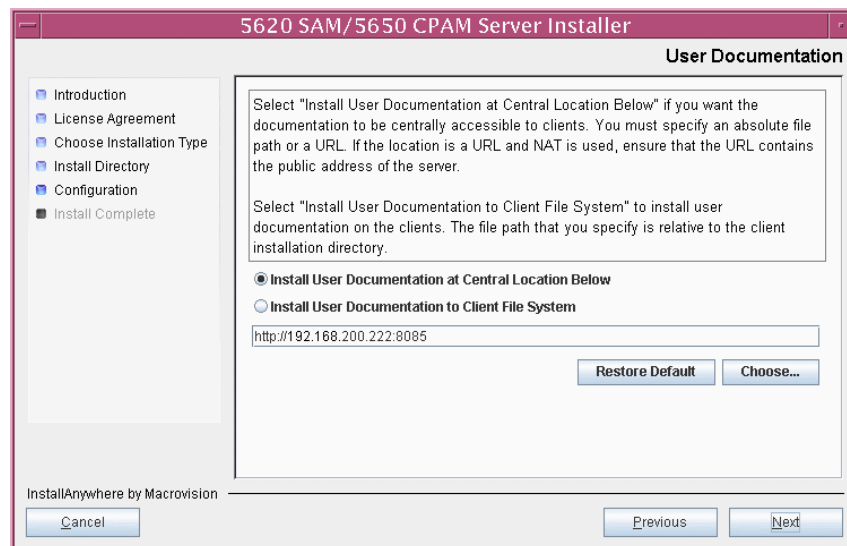 5620 SAM/5650 CPAM Server Installer
User Documentation
Introduction
License Agreement
Choose Installation Type
Install Directory
Configuration
Install Complete
Select "Install User Documentation at Central Location Below" if you want the
documentation to be centrally accessible to clients. You must specify an absolute file
path or a URL. If the location is a URL and NAT is used, ensure that the URL contains
the public address of the server.
Select "Install User Documentation to Client File System" to install user
documentation on the clients. The file path that you specify is relative to the client
installation directory.
Install User Documentation at Central Location Below
Install User Documentation to Client File System
http://192.168.200.222:8085
Restore Default
Choose...
InstallAnywhere by Macrovision
Cancel
Previous
Next